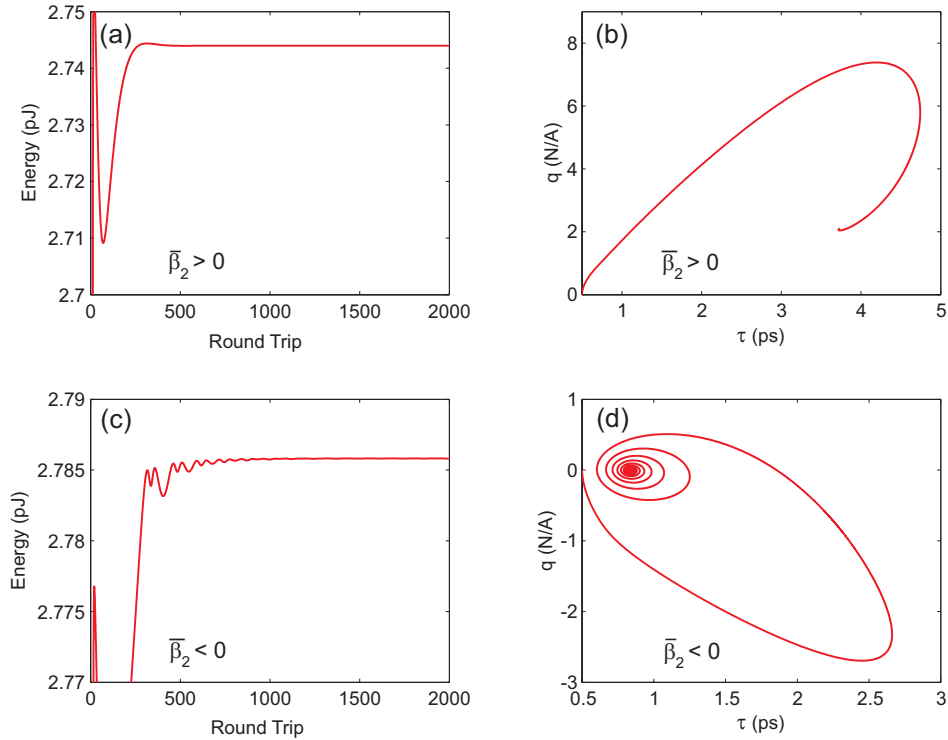 (a)
2.75
2.74
2.73
2.72
2.71
2.7
Energy (pJ)
β̅₂ > 0
0 500 1000 1500 2000
Round Trip
(b)
8
6
4
2
0
q (N/A)
β̅₂ > 0
1 2 3 4 5
τ (ps)
(c)
2.79
2.785
2.78
2.775
2.77
Energy (pJ)
β̅₂ < 0
0 500 1000 1500 2000
Round Trip
(d)
1
0
-1
-2
-3
q (N/A)
β̅₂ < 0
0.5 1 1.5 2 2.5 3
τ (ps)